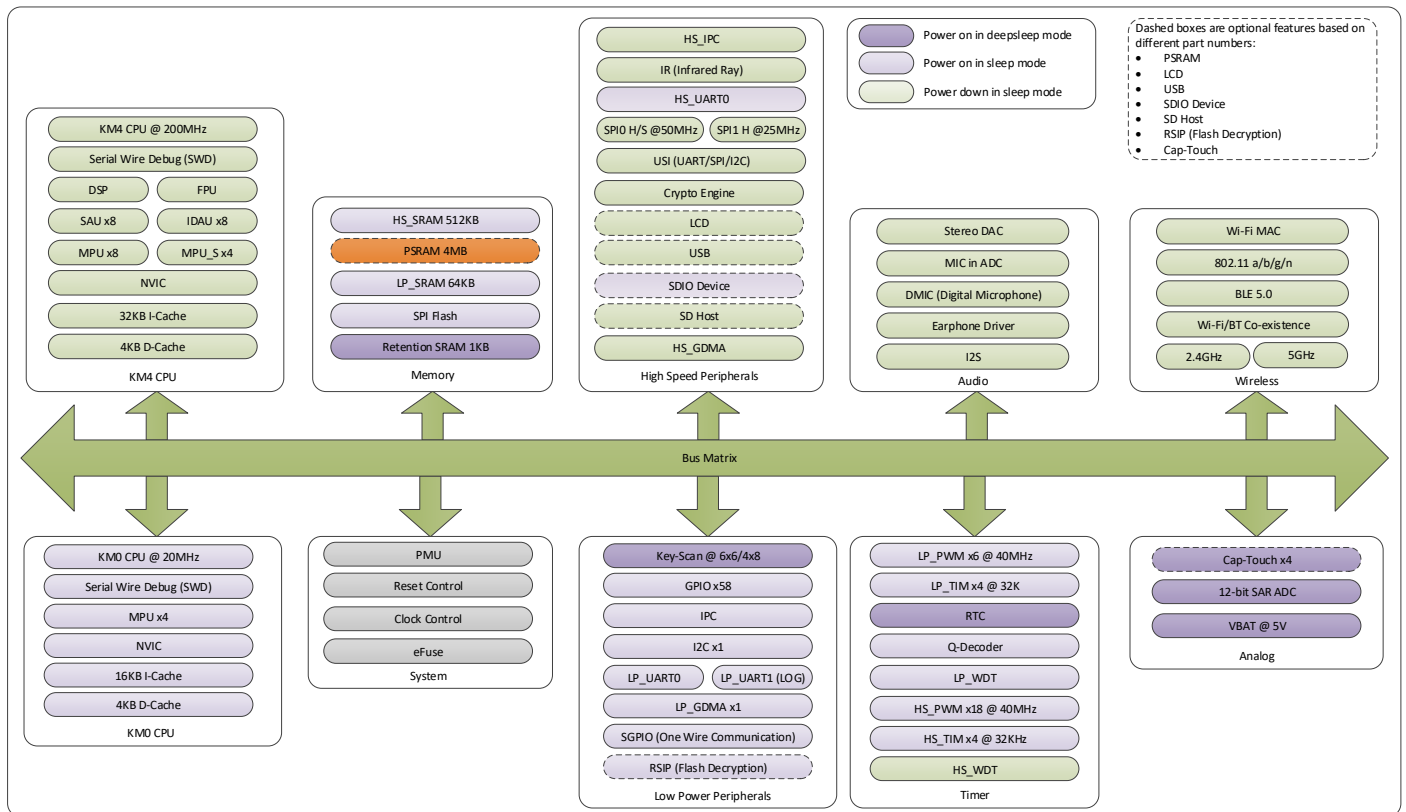 HS_IPC
IR (Infrared Ray)
HS_UART0
SPI0 H/S @50MHz
SPI1 H @25MHz
USI (UART/SPI/I2C)
Crypto Engine
LCD
USB
SDIO Device
SD Host
HS_GDMA
High Speed Peripherals
Power on in deepsleep mode
Power on in sleep mode
Power down in sleep mode
Dashed boxes are optional features based on
different part numbers:
• PSRAM
• LCD
• USB
• SDIO Device
• SD Host
• RSIP (Flash Decryption)
• Cap-Touch
KM4 CPU @ 200MHz
Serial Wire Debug (SWD)
DSP
FPU
SAU x8
IDAU x8
MPU x8
MPU_S x4
NVIC
32KB I-Cache
4KB D-Cache
KM4 CPU
HS_SRAM 512KB
PSRAM 4MB
LP_SRAM 64KB
SPI Flash
Retention SRAM 1KB
Memory
Stereo DAC
MIC in ADC
DMIC (Digital Microphone)
Earphone Driver
I2S
Audio
Wi-Fi MAC
802.11 a/b/g/n
BLE 5.0
Wi-Fi/BT Co-existence
2.4GHz
5GHz
Wireless
Bus Matrix
KM0 CPU @ 20MHz
Serial Wire Debug (SWD)
MPU x4
NVIC
16KB I-Cache
4KB D-Cache
KM0 CPU
PMU
Reset Control
Clock Control
eFuse
System
Key-Scan @ 6x6/4x8
GPIO x58
IPC
I2C x1
LP_UART0
LP_UART1 (LOG)
LP_GDMA x1
SGPIO (One Wire Communication)
RSIP (Flash Decryption)
Low Power Peripherals
LP_PWM x6 @ 40MHz
LP_TIM x4 @ 32K
RTC
Q-Decoder
LP_WDT
HS_PWM x18 @ 40MHz
HS_TIM x4 @ 32KHz
HS_WDT
Timer
Cap-Touch x4
12-bit SAR ADC
VBAT @ 5V
Analog